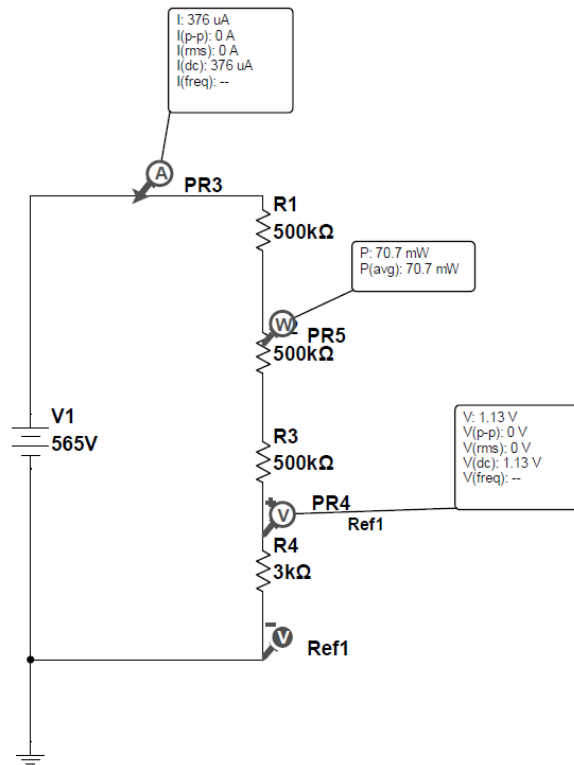 I: 376 uA
I(p-p): 0 A
I(rms): 0 A
I(dc): 376 uA
I(freq): --
A
PR3
R1
500kΩ
P: 70.7 mW
P(avg): 70.7 mW
W
PR5
500kΩ
V1
565V
R3
500kΩ
V: 1.13 V
V(p-p): 0 V
V(rms): 0 V
V(dc): 1.13 V
V(freq): --
+
V
PR4
Ref1
R4
3kΩ
-
V
Ref1